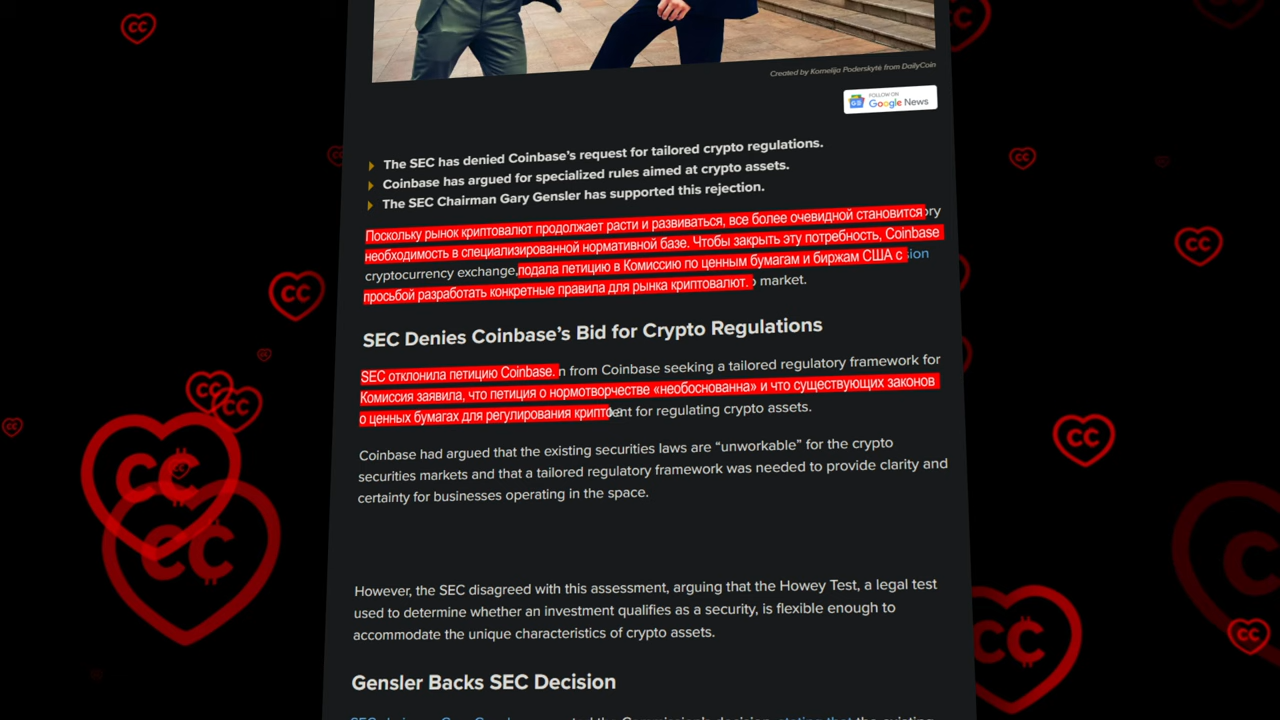 Created by Kornelija Poderskytė from DailyCoin
FOLLOW ON
Google News
The SEC has denied Coinbase’s request for tailored crypto regulations.
Coinbase has argued for specialized rules aimed at crypto assets.
The SEC Chairman Gary Gensler has supported this rejection.
Поскольку рынок криптовалют продолжает расти и развиваться, все более очевидной становится
необходимость в специализированной нормативной базе. Чтобы закрыть эту потребность, Coinbase
cryptocurrency exchange, подала петицию в Комиссию по ценным бумагам и биржам США с
просьбой разработать конкретные правила для рынка криптовалют. market.
SEC Denies Coinbase’s Bid for Crypto Regulations
SEC отклонила петицию Coinbase. from Coinbase seeking a tailored regulatory framework for
Комиссия заявила, что петиция о нормотворчестве «необоснованна» и что существующих законов
о ценных бумагах для регулирования крипто for regulating crypto assets.
Coinbase had argued that the existing securities laws are “unworkable” for the crypto
securities markets and that a tailored regulatory framework was needed to provide clarity and
certainty for businesses operating in the space.
However, the SEC disagreed with this assessment, arguing that the Howey Test, a legal test
used to determine whether an investment qualifies as a security, is flexible enough to
accommodate the unique characteristics of crypto assets.
Gensler Backs SEC Decision